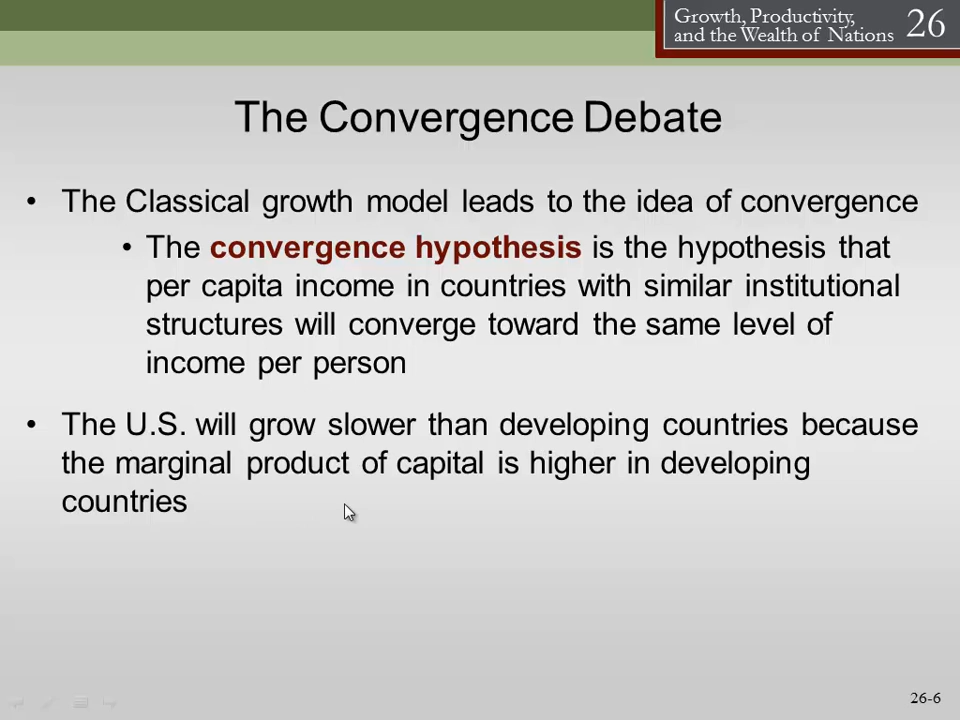 Growth, Productivity,
and the Wealth of Nations
26
The Convergence Debate
• The Classical growth model leads to the idea of convergence
• The convergence hypothesis is the hypothesis that
per capita income in countries with similar institutional
structures will converge toward the same level of
income per person
• The U.S. will grow slower than developing countries because
the marginal product of capital is higher in developing
countries
26-6